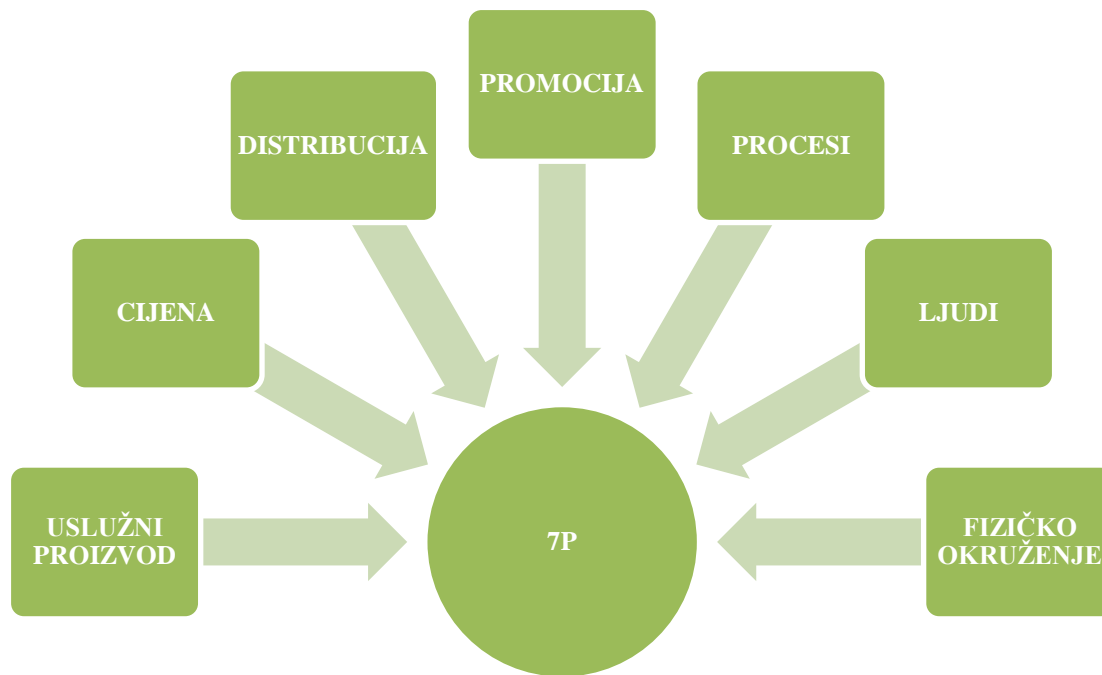 PROMOCIJA
DISTRIBUCIJA
PROCESI
CIJENA
LJUDI
USLUŽNI
PROIZVOD
7P
FIZIČKO
OKRUŽENJE